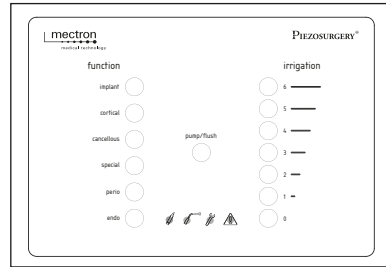 mectron
medical technology
PIEZOSURGERY®
function
irrigation
implant
cortical
cancellous
special
perio
endo
pump/flush
6
5
4
3
2
1
0